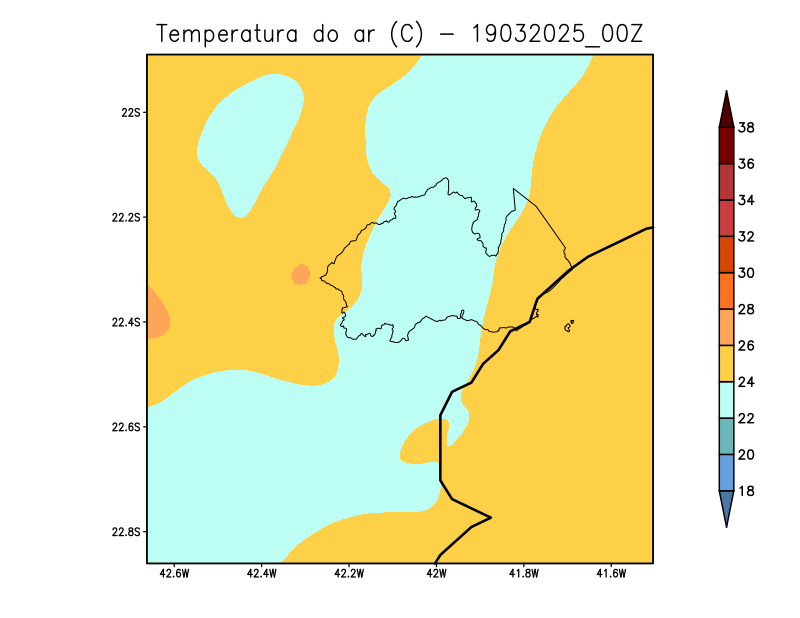 Temperatura do ar (C) - 19032025_00Z
22S
22.2S
22.4S
22.6S
22.8S
42.6W
42.4W
42.2W
42W
41.8W
41.6W
38
36
34
32
30
28
26
24
22
20
18